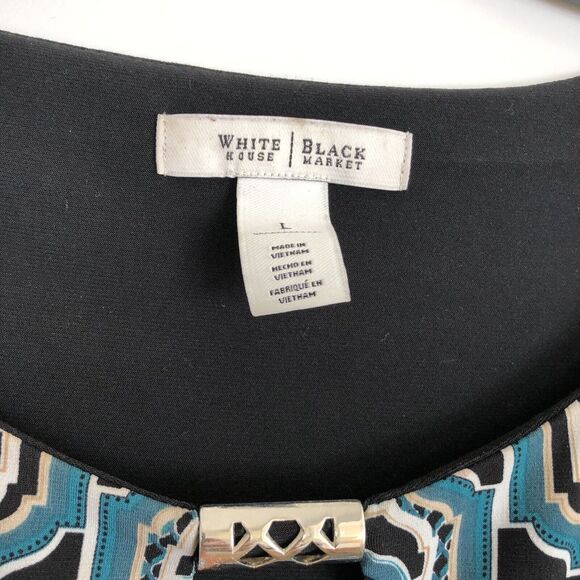 WHITE | BLACK
HOUSE | MARKET
L
MADE IN
VIETNAM
HECHO EN
VIETNAM
FABRIQUÉ EN
VIETNAM